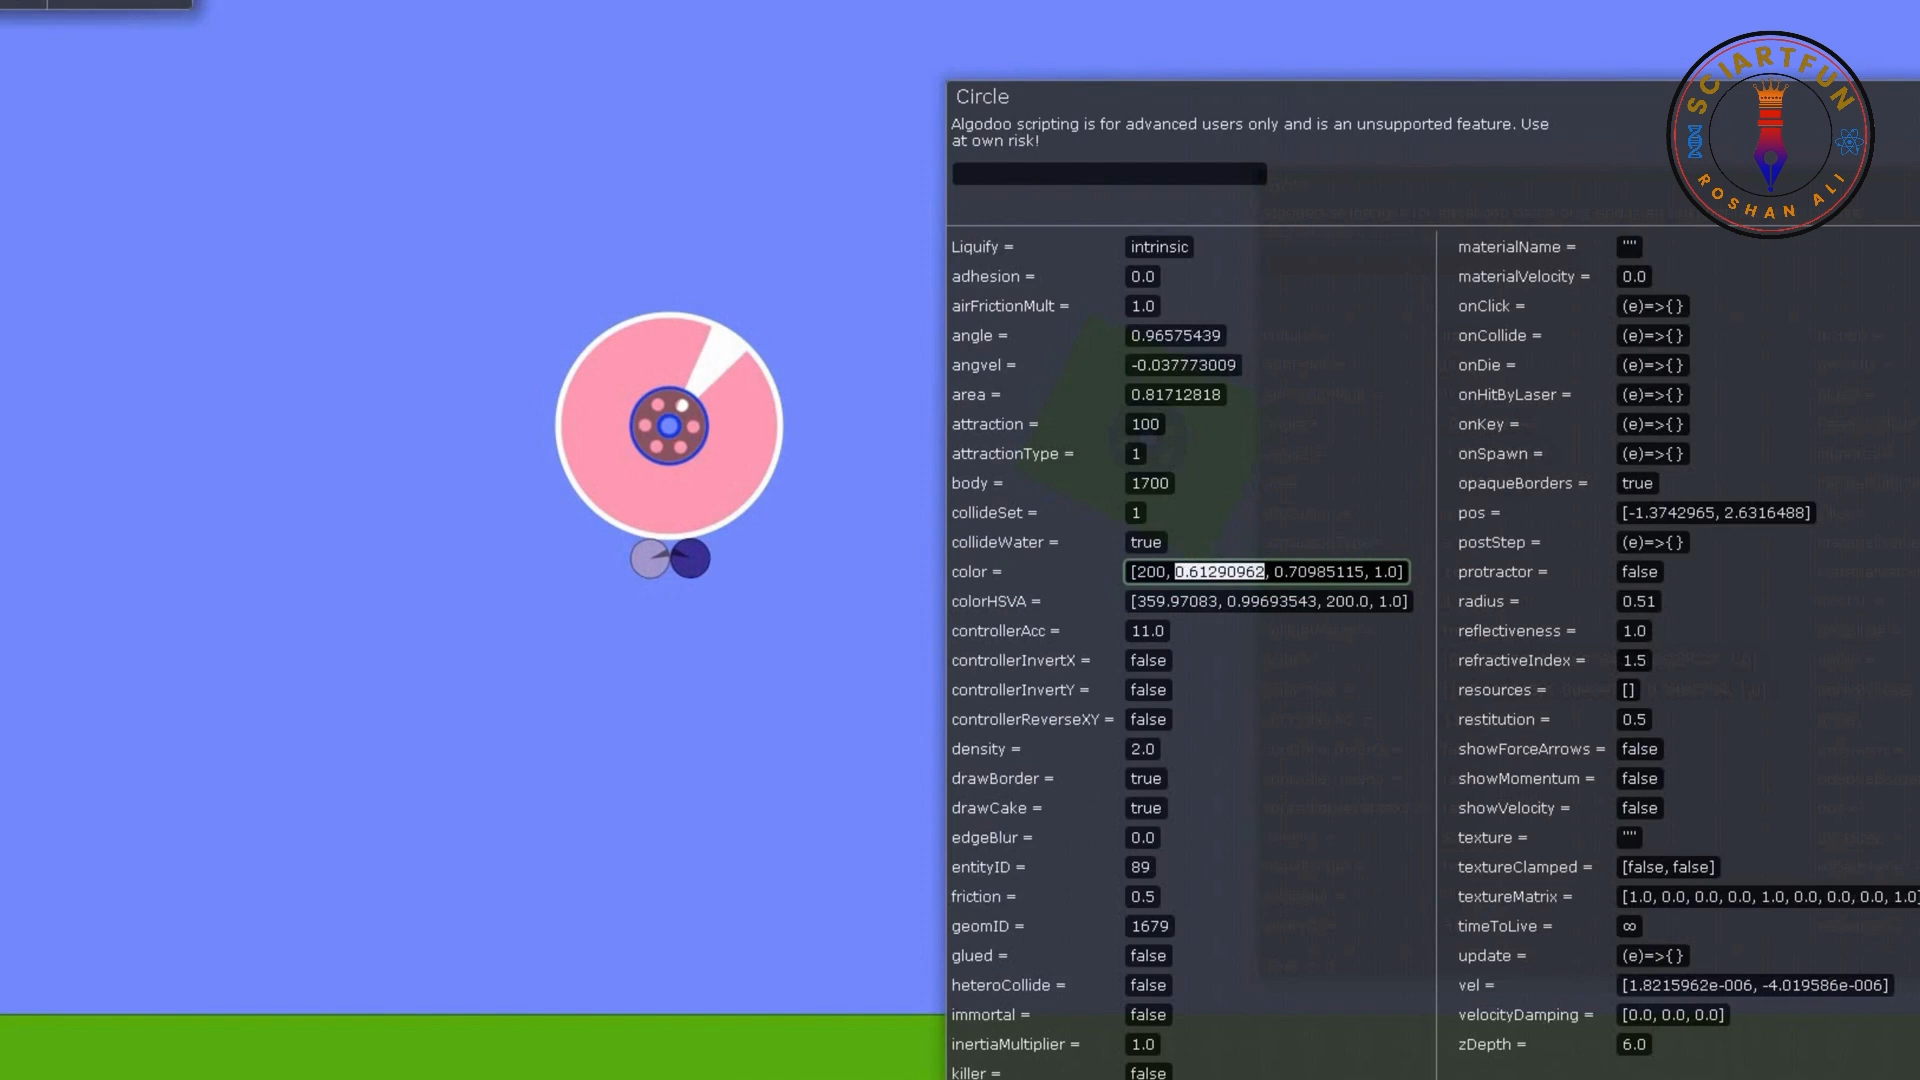 Circle
Algodoo scripting is for advanced users only and is an unsupported feature. Use
at own risk!
SCIARTFUN
ROSHAN ALI
Liquify = intrinsic
adhesion = 0.0
airFrictionMult = 1.0
angle = 0.96575439
angvel = -0.037773009
area = 0.81712818
attraction = 100
attractionType = 1
body = 1700
collideSet = 1
collideWater = true
color = [200, 0.61290962, 0.70985115, 1.0]
colorHSVA = [359.97083, 0.99693543, 200.0, 1.0]
controllerAcc = 11.0
controllerInvertX = false
controllerInvertY = false
controllerReverseXY = false
density = 2.0
drawBorder = true
drawCake = true
edgeBlur = 0.0
entityID = 89
friction = 0.5
geomID = 1679
glued = false
heteroCollide = false
immortal = false
inertiaMultiplier = 1.0
killer = false
materialName = ""
materialVelocity = 0.0
onClick = (e)=>{}
onCollide = (e)=>{}
onDie = (e)=>{}
onHitByLaser = (e)=>{}
onKey = (e)=>{}
onSpawn = (e)=>{}
opaqueBorders = true
pos = [-1.3742965, 2.6316488]
postStep = (e)=>{}
protractor = false
radius = 0.51
reflectiveness = 1.0
refractiveIndex = 1.5
resources = []
restitution = 0.5
showForceArrows = false
showMomentum = false
showVelocity = false
texture = ""
textureClamped = [false, false]
textureMatrix = [1.0, 0.0, 0.0, 0.0, 1.0, 0.0, 0.0, 0.0, 1.0]
timeToLive = ∞
update = (e)=>{}
vel = [1.8215962e-006, -4.019586e-006]
velocityDamping = [0.0, 0.0, 0.0]
zDepth = 6.0